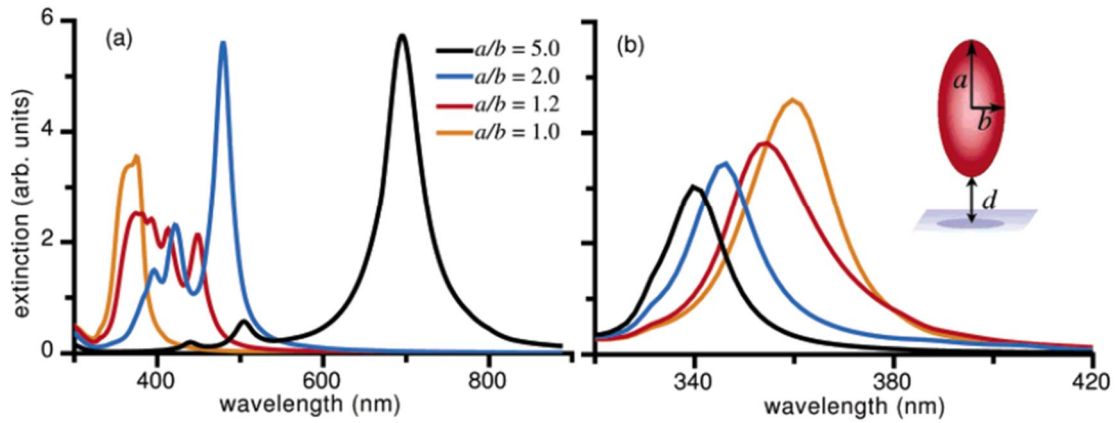 (a)
a/b = 5.0
a/b = 2.0
a/b = 1.2
a/b = 1.0
extinction (arb. units)
6
4
2
0
400 600 800
wavelength (nm)
(b)
a
b
d
340 380 420
wavelength (nm)